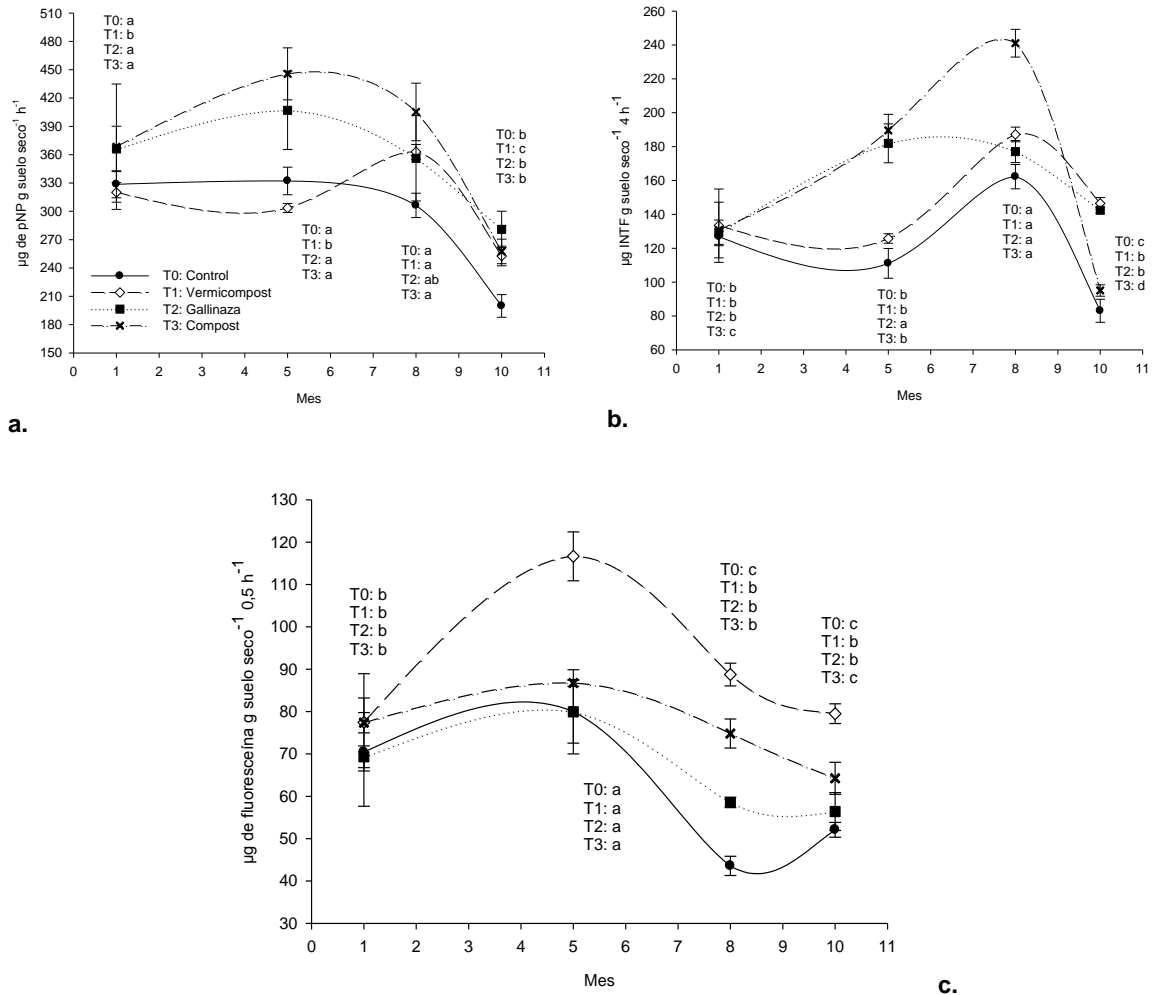 µg de pNP g suelo seco⁻¹ h⁻¹
510
480
450
420
390
360
330
300
270
240
210
180
150
0 1 2 3 4 5 6 7 8 9 10 11
Mes
T0: a
T1: b
T2: a
T3: a
T0: a
T1: b
T2: a
T3: a
T0: a
T1: a
T2: ab
T3: a
T0: b
T1: c
T2: b
T3: b
T0: Control
T1: Vermicompost
T2: Gallinaza
T3: Compost
a.
µg INTF g suelo seco⁻¹ 4 h⁻¹
260
240
220
200
180
160
140
120
100
80
60
0 1 2 3 4 5 6 7 8 9 10 11
Mes
T0: b
T1: b
T2: b
T3: c
T0: b
T1: b
T2: a
T3: b
T0: a
T1: a
T2: a
T3: a
T0: c
T1: b
T2: b
T3: d
b.
µg de fluoresceína g suelo seco⁻¹ 0,5 h⁻¹
130
120
110
100
90
80
70
60
50
40
30
0 1 2 3 4 5 6 7 8 9 10 11
Mes
T0: b
T1: b
T2: b
T3: b
T0: a
T1: a
T2: a
T3: a
T0: c
T1: b
T2: b
T3: b
T0: c
T1: b
T2: b
T3: c
c.